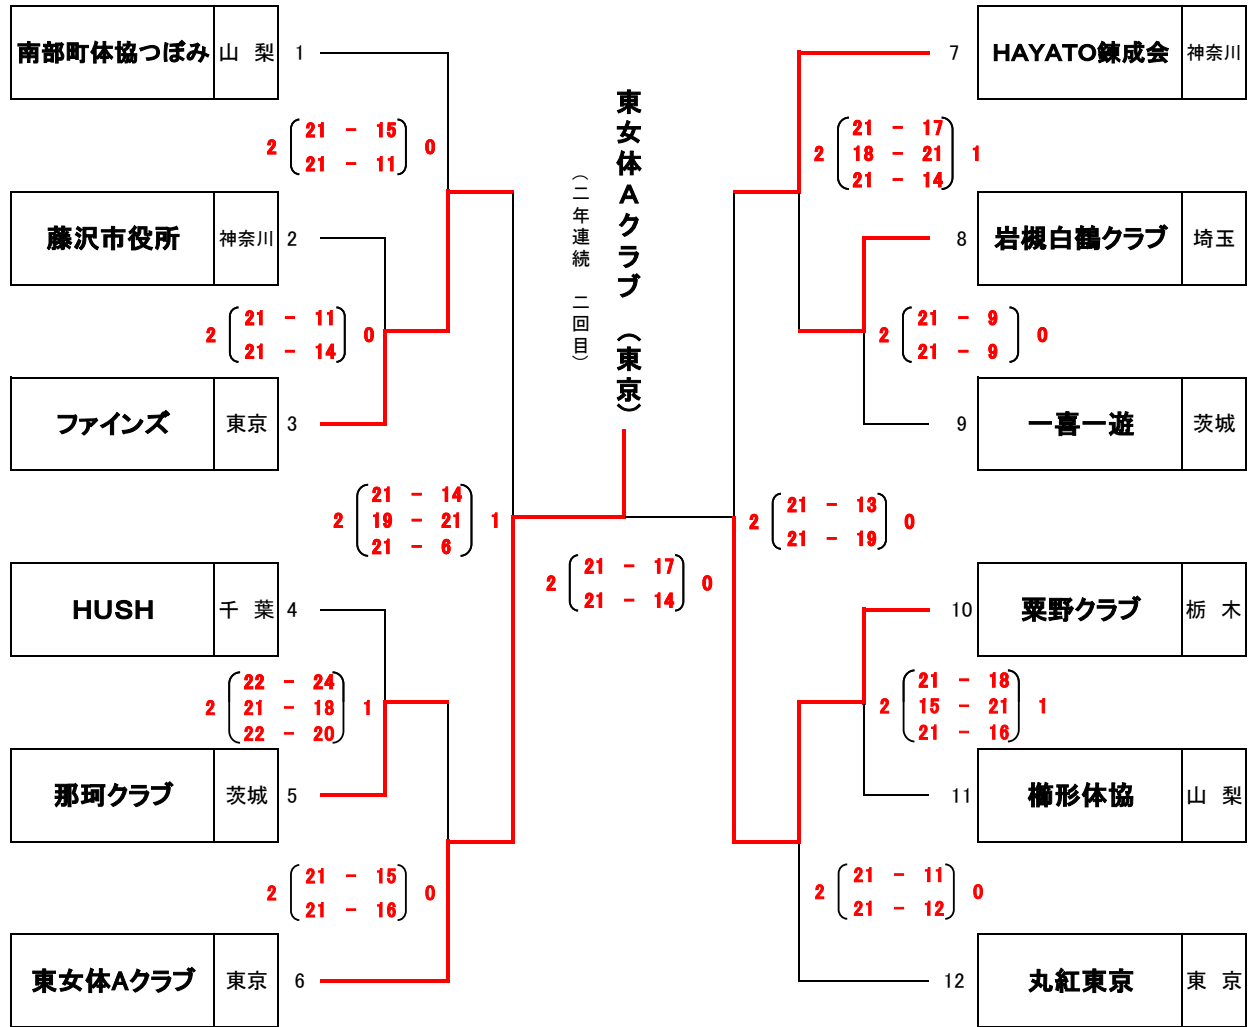 南部町体協つぼみ 山 梨 1
2 21 - 15 0
21 - 11
藤沢市役所 神奈川 2
2 21 - 11 0
21 - 14
ファインズ 東京 3
2 21 - 14 1
19 - 21
21 - 6
HUSH 千 葉 4
2 22 - 24 1
21 - 18
22 - 20
那珂クラブ 茨城 5
2 21 - 15 0
21 - 16
東女体Aクラブ 東京 6
東女体Aクラブ (東京)
(二年連続 二回目)
2 21 - 17 0
21 - 14
7 HAYATO錬成会 神奈川
2 21 - 17 1
18 - 21
21 - 14
8 岩槻白鶴クラブ 埼玉
2 21 - 9 0
21 - 9
9 一喜一遊 茨城
2 21 - 13 0
21 - 19
10 粟野クラブ 栃 木
2 21 - 18 1
15 - 21
21 - 16
11 櫛形体協 山 梨
2 21 - 11 0
21 - 12
12 丸紅東京 東 京